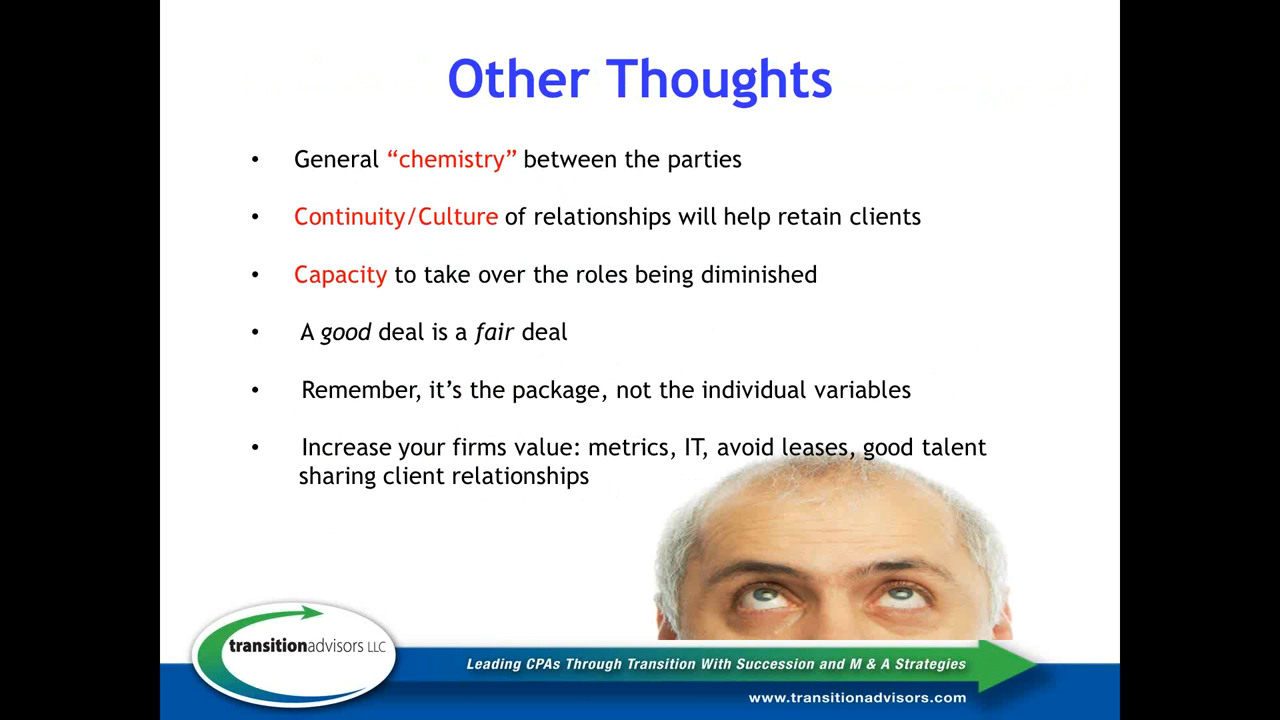 Other Thoughts
• General “chemistry” between the parties
• Continuity/Culture of relationships will help retain clients
• Capacity to take over the roles being diminished
• A good deal is a fair deal
• Remember, it’s the package, not the individual variables
• Increase your firms value: metrics, IT, avoid leases, good talent
sharing client relationships
transitionadvisors LLC
Leading CPAs Through Transition With Succession and M & A Strategies
www.transitionadvisors.com